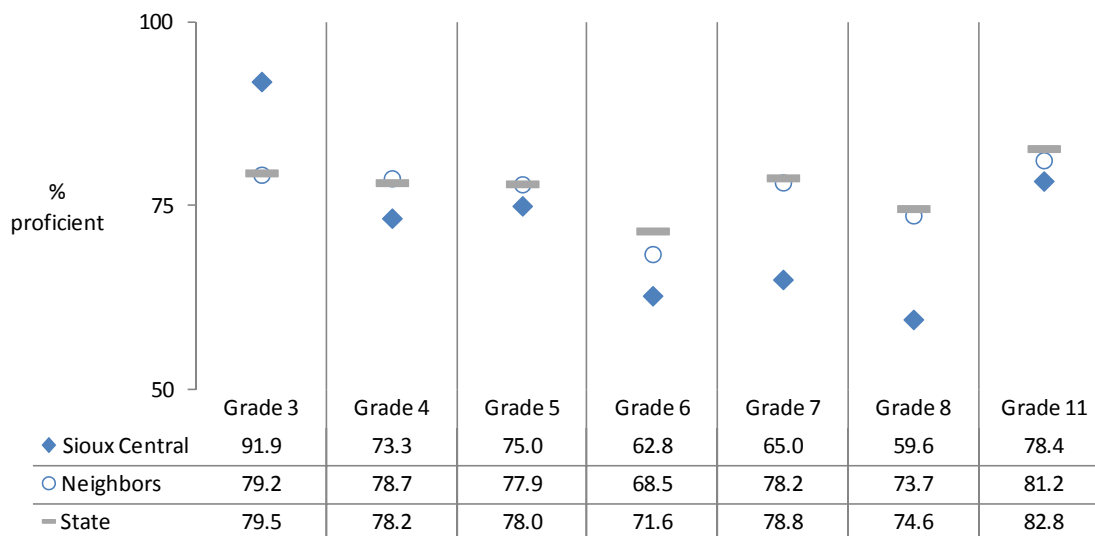 100
%
proficient
75
50
Grade 3 Grade 4 Grade 5 Grade 6 Grade 7 Grade 8 Grade 11
Sioux Central 91.9 73.3 75.0 62.8 65.0 59.6 78.4
Neighbors 79.2 78.7 77.9 68.5 78.2 73.7 81.2
State 79.5 78.2 78.0 71.6 78.8 74.6 82.8